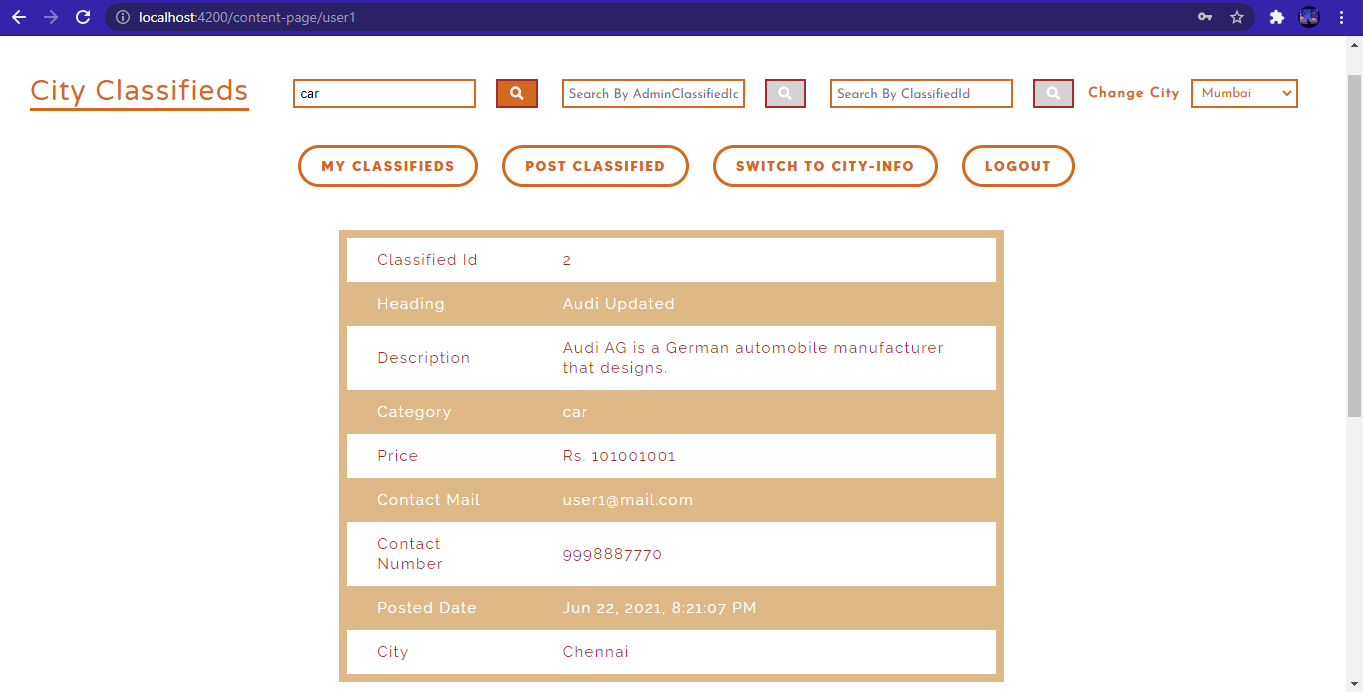 localhost:4200/content-page/user1
City Classifieds
car
Search By AdminClassifiedIc
Search By ClassifiedId
Change City
Mumbai
MY CLASSIFIEDS
POST CLASSIFIED
SWITCH TO CITY-INFO
LOGOUT
Classified Id 2
Heading Audi Updated
Description Audi AG is a German automobile manufacturer
that designs.
Category car
Price Rs. 101001001
Contact Mail user1@mail.com
Contact
Number 9998887770
Posted Date Jun 22, 2021, 8:21:07 PM
City Chennai